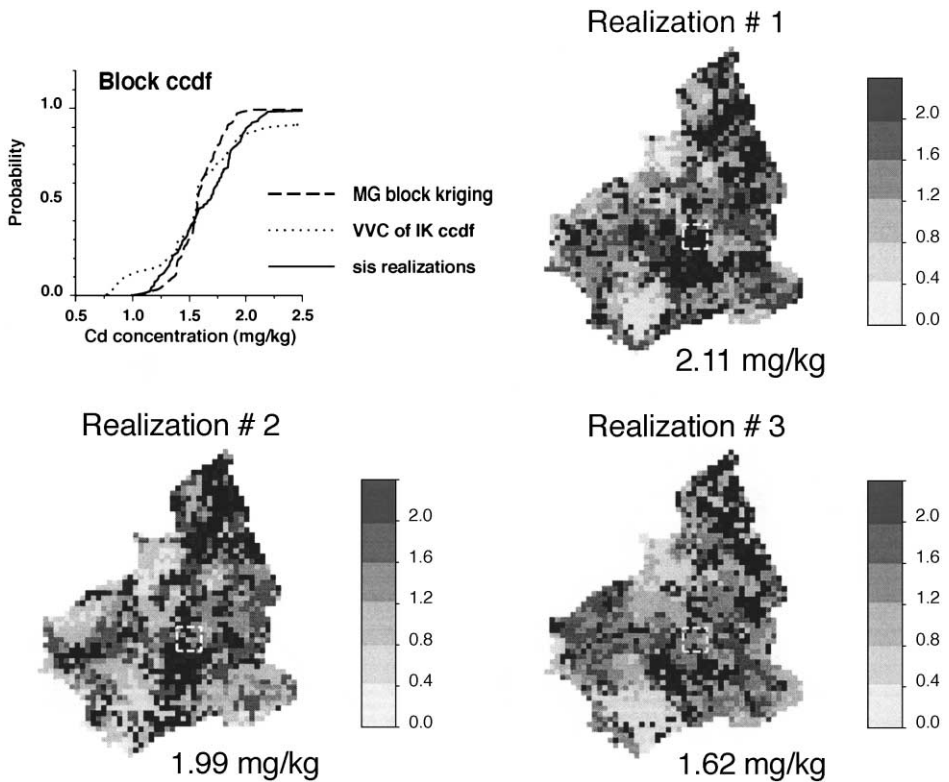 Block ccdf
1.0
0.5
0.0
Probability
0.5 1.0 1.5 2.0 2.5
Cd concentration (mg/kg)
MG block kriging
VVC of IK ccdf
sis realizations
Realization # 1
2.0
1.6
1.2
0.8
0.4
0.0
2.11 mg/kg
Realization # 2
2.0
1.6
1.2
0.8
0.4
0.0
1.99 mg/kg
Realization # 3
2.0
1.6
1.2
0.8
0.4
0.0
1.62 mg/kg